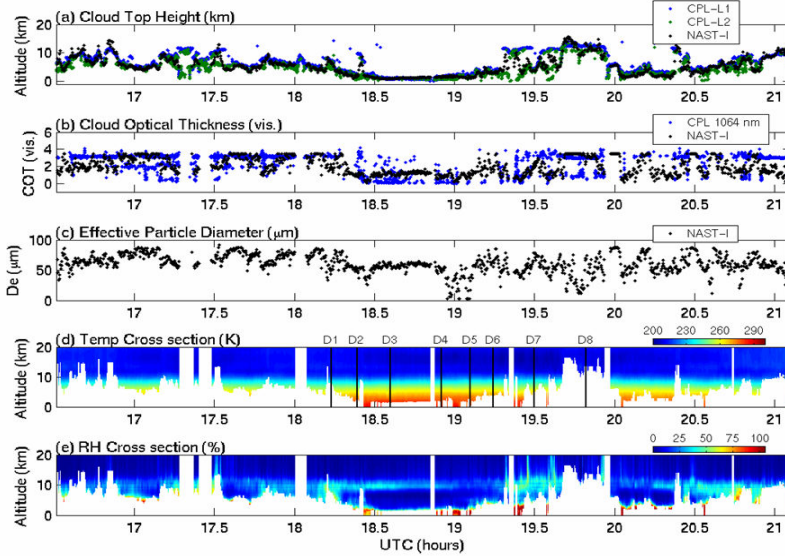 (a) Cloud Top Height (km)
CPL-L1
CPL-L2
NAST-I
Altitude (km)
20
10
0
17 17.5 18 18.5 19 19.5 20 20.5 21
(b) Cloud Optical Thickness (vis.)
CPL 1064 nm
NAST-I
COT (vis.)
6
4
2
0
17 17.5 18 18.5 19 19.5 20 20.5 21
(c) Effective Particle Diameter (μm)
NAST-I
De (μm)
100
50
0
17 17.5 18 18.5 19 19.5 20 20.5 21
(d) Temp Cross section (K)
D1 D2 D3 D4 D5 D6 D7 D8
200 230 260 290
Altitude (km)
20
10
0
17 17.5 18 18.5 19 19.5 20 20.5 21
(e) RH Cross section (%)
0 25 50 75 100
Altitude (km)
20
10
0
17 17.5 18 18.5 19 19.5 20 20.5 21
UTC (hours)